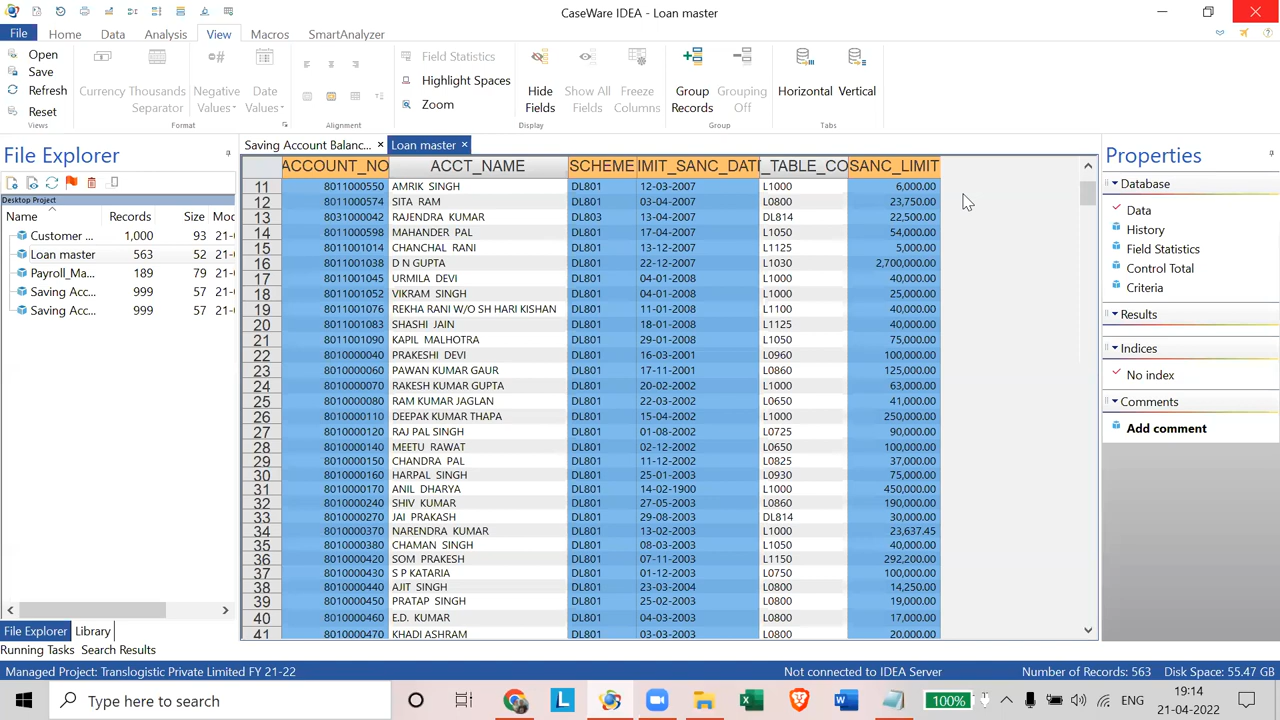 CaseWare IDEA - Loan master
File Home Data Analysis View Macros SmartAnalyzer
Open
Save
Refresh
Reset
Views
Currency Thousands Separator Negative Values Date Values
Format
Alignment
Field Statistics
Highlight Spaces
Zoom
Hide Fields Show All Fields Freeze Columns
Display
Group Records Grouping Off
Group
Horizontal Vertical
Tabs
File Explorer
Desktop Project
Name Records Size Moc
Customer ... 1,000 93 21-
Loan master 563 52 21-
Payroll_Ma... 189 79 21-
Saving Acc... 999 57 21-
Saving Acc... 999 57 21-
File Explorer Library
Running Tasks Search Results
Saving Account Balanc... × Loan master ×
ACCOUNT_NO ACCT_NAME SCHEME IMIT_SANC_DATI _TABLE_CO SANC_LIMIT
11 8011000550 AMRIK SINGH DL801 12-03-2007 L1000 6,000.00
12 8011000574 SITA RAM DL801 03-04-2007 L0800 23,750.00
13 8031000042 RAJENDRA KUMAR DL803 13-04-2007 DL814 22,500.00
14 8011000598 MAHANDER PAL DL801 17-04-2007 L1050 54,000.00
15 8011001014 CHANCHAL RANI DL801 13-12-2007 L1125 5,000.00
16 8011001038 D N GUPTA DL801 22-12-2007 L1030 2,700,000.00
17 8011001045 URMILA DEVI DL801 04-01-2008 L1000 40,000.00
18 8011001052 VIKRAM SINGH DL801 04-01-2008 L1000 25,000.00
19 8011001076 REKHA RANI W/O SH HARI KISHAN DL801 11-01-2008 L1100 40,000.00
20 8011001083 SHASHI JAIN DL801 18-01-2008 L1125 40,000.00
21 8011001090 KAPIL MALHOTRA DL801 29-01-2008 L1050 75,000.00
22 8010000040 PRAKESHI DEVI DL801 16-03-2001 L0960 100,000.00
23 8010000060 PAWAN KUMAR GAUR DL801 17-11-2001 L0860 125,000.00
24 8010000070 RAKESH KUMAR GUPTA DL801 20-02-2002 L1000 63,000.00
25 8010000080 RAM KUMAR JAGLAN DL801 22-03-2002 L0650 41,000.00
26 8010000110 DEEPAK KUMAR THAPA DL801 15-04-2002 L1000 250,000.00
27 8010000120 RAJ PAL SINGH DL801 01-08-2002 L0725 90,000.00
28 8010000140 MEETU RAWAT DL801 02-12-2002 L0650 100,000.00
29 8010000150 CHANDRA PAL DL801 11-12-2002 L0825 37,000.00
30 8010000160 HARPAL SINGH DL801 25-01-2003 L0930 75,000.00
31 8010000170 ANIL DHARYA DL801 14-02-1900 L1000 450,000.00
32 8010000240 SHIV KUMAR DL801 27-05-2003 L0860 190,000.00
33 8010000270 JAI PRAKASH DL801 29-08-2003 DL814 30,000.00
34 8010000370 NARENDRA KUMAR DL801 13-02-2003 L1000 23,637.45
35 8010000380 CHAMAN SINGH DL801 08-03-2003 L1050 40,000.00
36 8010000420 SOM PRAKESH DL801 07-11-2003 L1150 292,200.00
37 8010000430 S P KATARIA DL801 01-12-2003 L0750 100,000.00
38 8010000440 AJIT SINGH DL801 23-03-2004 L0800 14,250.00
39 8010000450 PRATAP SINGH DL801 25-02-2003 L0800 19,000.00
40 8010000460 E.D. KUMAR DL801 04-03-2003 L0800 17,000.00
41 8010000470 KHADI ASHRAM DL801 03-03-2003 L0800 20,000.00
Properties
Database
Data
History
Field Statistics
Control Total
Criteria
Results
Indices
No index
Comments
Add comment
Managed Project: Translogistic Private Limited FY 21-22 Not connected to IDEA Server Number of Records: 563 Disk Space: 55.47 GB
Type here to search
100% ENG 19:14
21-04-2022